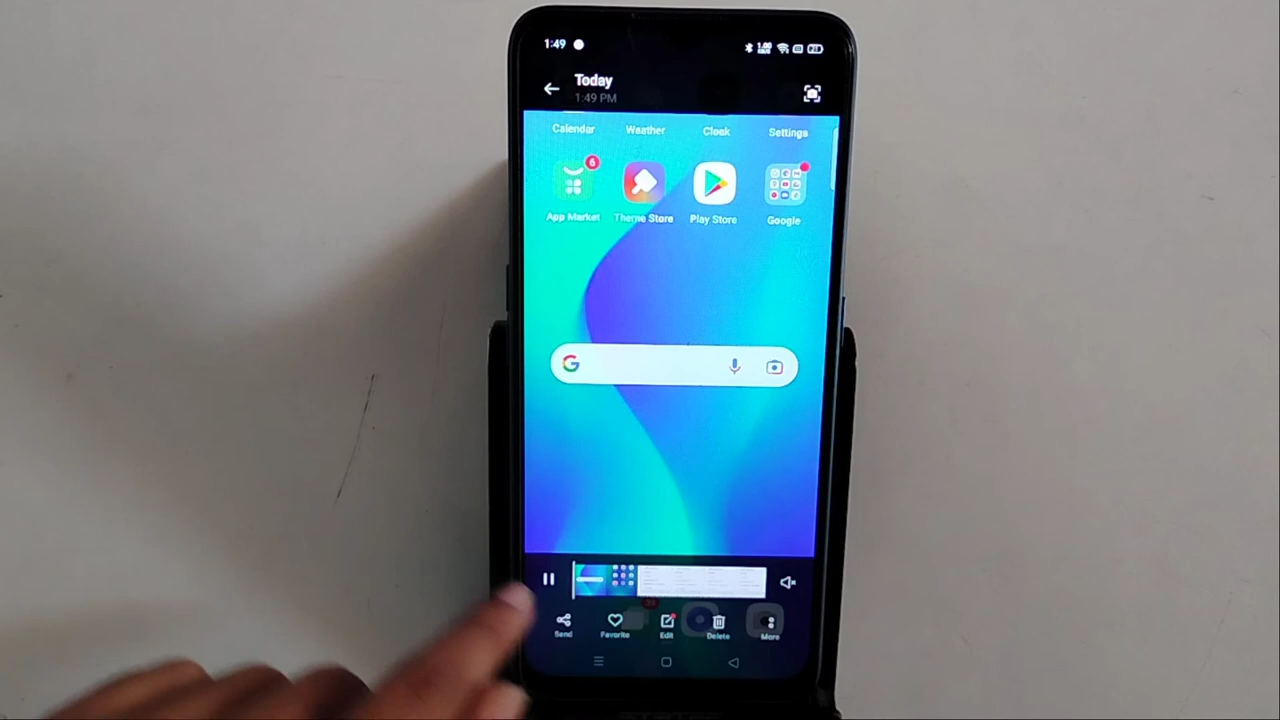 1:49
Today
1:49 PM
Calendar Weather Clock Settings
6
App Market Theme Store Play Store Google
Send Favorite Edit Delete More